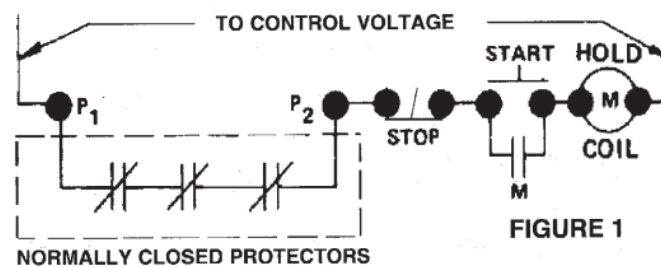 TO CONTROL VOLTAGE
START
HOLD
P1
P2
M
STOP
COIL
M
FIGURE 1
NORMALLY CLOSED PROTECTORS